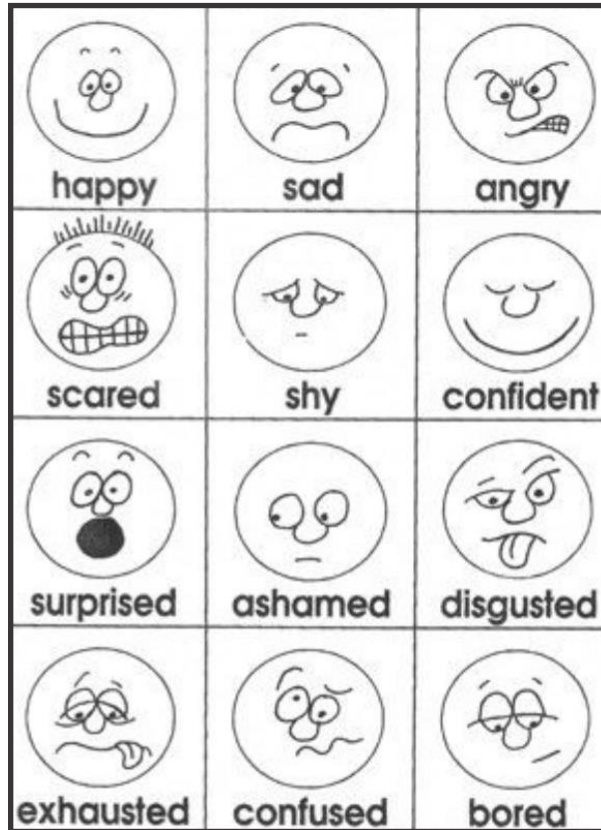 happy sad angry
scared shy confident
surprised ashamed disgusted
exhausted confused bored